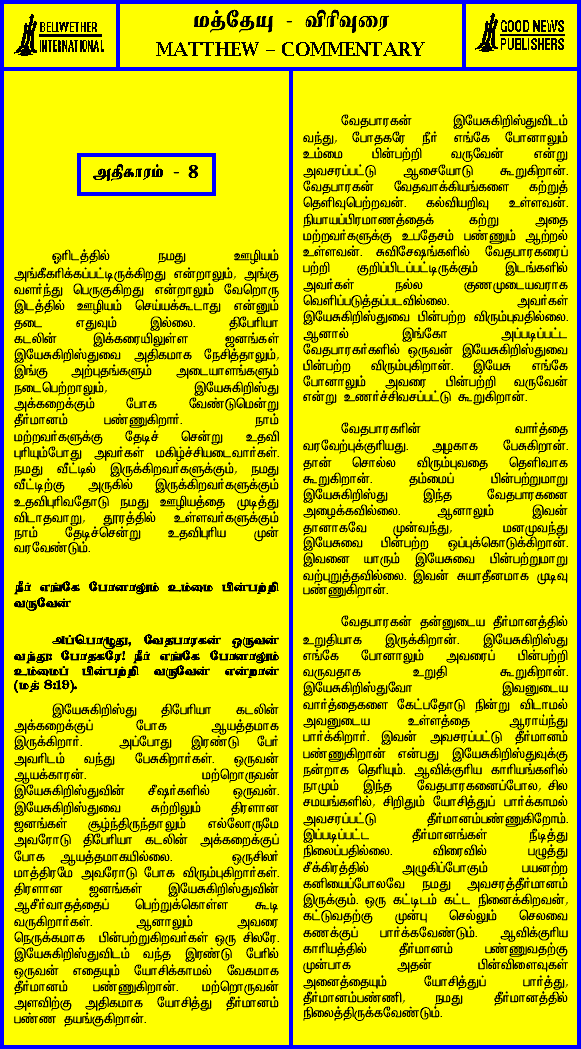 BELIWETHER
INTERNATIONAL
மத்தேயு - விரிவுரை
MATTHEW – COMMENTARY
GOOD NEWS
PUBLISHERS
அதிகாரம் - 8
ஓரிடத்தில் நமது ஊழியம்
அங்கீகரிக்கப்பட்டிருக்கிறது என்றாலும், அங்கு
வளர்ந்து பெருகுகிறது என்றாலும் வேறொரு
இடத்தில் ஊழியம் செய்யக்கூடாது என்னும்
தடை எதுவும் இல்லை. திபேரியா
கடலின் இக்கரையிலுள்ள ஜனங்கள்
இயேசுகிறிஸ்துவை அதிகமாக நேசித்தாலும்,
இங்கு அற்புதங்களும் அடையாளங்களும்
நடைபெற்றாலும், இயேசுகிறிஸ்து
அக்கரைக்கும் போக வேண்டுமென்று
தீர்மானம் பண்ணுகிறார். நாம்
மற்றவர்களுக்கு தேடிச் சென்று உதவி
புரியும்போது அவர்கள் மகிழ்ச்சியடைவார்கள்.
நமது வீட்டில் இருக்கிறவர்களுக்கும், நமது
வீட்டிற்கு அருகில் இருக்கிறவர்களுக்கும்
உதவிபுரிவதோடு நமது ஊழியத்தை முடித்து
விடாதவாறு, தூரத்தில் உள்ளவர்களுக்கும்
நாம் தேடிச்சென்று உதவிபுரிய முன்
வரவேண்டும்.
நீர் எங்கே போனாலும் உம்மை பின்பற்றி
வருவேன்
அப்பொழுது, வேதபாரகன் ஒருவன்
வந்து: போதகரே! நீர் எங்கே போனாலும்
உம்மைப் பின்பற்றி வருவேன் என்றான்
(மத் 8:19).
இயேசுகிறிஸ்து திபேரியா கடலின்
அக்கறைக்குப் போக ஆயத்தமாக
இருக்கிறார். அப்போது இரண்டு பேர்
அவரிடம் வந்து பேசுகிறார்கள். ஒருவன்
ஆயக்காரன். மற்றொருவன்
இயேசுகிறிஸ்துவின் சீஷர்களில் ஒருவன்.
இயேசுகிறிஸ்துவை சுற்றிலும் திரளான
ஜனங்கள் சூழ்ந்திருந்தாலும் எல்லோருமே
அவரோடு திபேரியா கடலின் அக்கறைக்குப்
போக ஆயத்தமாகயில்லை. ஒருசிலர்
மாத்திரமே அவரோடு போக விரும்புகிறார்கள்.
திரளான ஜனங்கள் இயேசுகிறிஸ்துவின்
ஆசீர்வாதத்தைப் பெற்றுக்கொள்ள கூடி
வருகிறார்கள். ஆனாலும் அவரை
நெருக்கமாக பின்பற்றுகிறவர்கள் ஒரு சிலரே.
இயேசுகிறிஸ்துவிடம் வந்த இரண்டு பேரில்
ஒருவன் எதையும் யோசிக்காமல் வேகமாக
தீர்மானம் பண்ணுகிறான். மற்றொருவன்
அளவிற்கு அதிகமாக யோசித்து தீர்மானம்
பண்ண தயங்குகிறான்.
வேதபாரகன் இயேசுகிறிஸ்துவிடம்
வந்து, போதகரே நீர் எங்கே போனாலும்
உம்மை பின்பற்றி வருவேன் என்று
அவசரப்பட்டு ஆசையோடு கூறுகிறான்.
வேதபாரகன் வேதவாக்கியங்களை கற்றுத்
தெளிவுபெற்றவன். கல்வியறிவு உள்ளவன்.
நியாயப்பிரமாணத்தைக் கற்று அதை
மற்றவர்களுக்கு உபதேசம் பண்ணும் ஆற்றல்
உள்ளவன். சுவிசேஷங்களில் வேதபாரகரைப்
பற்றி குறிப்பிடப்பட்டிருக்கும் இடங்களில்
அவர்கள் நல்ல குணமுடையவராக
வெளிப்படுத்தப்படவில்லை. அவர்கள்
இயேசுகிறிஸ்துவை பின்பற்ற விரும்புவதில்லை.
ஆனால் இங்கோ அப்படிப்பட்ட
வேதபாரகர்களில் ஒருவன் இயேசுகிறிஸ்துவை
பின்பற்ற விரும்புகிறான். இயேசு எங்கே
போனாலும் அவரை பின்பற்றி வருவேன்
என்று உணர்ச்சிவசப்பட்டு கூறுகிறான்.
வேதபாரகரின் வார்த்தை
வரவேற்புக்குரியது. அழகாக பேசுகிறான்.
தான் சொல்ல விரும்புவதை தெளிவாக
கூறுகிறான். தம்மைப் பின்பற்றுமாறு
இயேசுகிறிஸ்து இந்த வேதபாரகனை
அழைக்கவில்லை. ஆனாலும் இவன்
தானாகவே முன்வந்து, மனமுவந்து
இயேசுவை பின்பற்ற ஒப்புக்கொடுக்கிறான்.
இவனை யாரும் இயேசுவை பின்பற்றுமாறு
வற்புறுத்தவில்லை. இவன் சுயாதீனமாக முடிவு
பண்ணுகிறான்.
வேதபாரகன் தன்னுடைய தீர்மானத்தில்
உறுதியாக இருக்கிறான். இயேசுகிறிஸ்து
எங்கே போனாலும் அவரைப் பின்பற்றி
வருவதாக உறுதி கூறுகிறான்.
இயேசுகிறிஸ்துவோ இவனுடைய
வார்த்தைகளை கேட்பதோடு நின்று விடாமல்
அவனுடைய உள்ளத்தை ஆராய்ந்து
பார்க்கிறார். இவன் அவசரப்பட்டு தீர்மானம்
பண்ணுகிறான் என்பது இயேசுகிறிஸ்துவுக்கு
நன்றாக தெரியும். ஆவிக்குரிய காரியங்களில்
நாமும் இந்த வேதபாரகனைப்போல, சில
சமயங்களில், சிறிதும் யோசித்துப் பார்க்காமல்
அவசரப்பட்டு தீர்மானம்பண்ணுகிறோம்.
இப்படிப்பட்ட தீர்மானங்கள் நீடித்து
நிலைப்பதில்லை. விரைவில் பழுத்து
சீக்கிரத்தில் அழுகிப்போகும் பயனற்ற
கனியைப்போலவே நமது அவசரத்தீர்மானம்
இருக்கும். ஒரு கட்டிடம் கட்ட நினைக்கிறவன்,
கட்டுவதற்கு முன்பு செல்லும் செலவை
கணக்குப் பார்க்கவேண்டும். ஆவிக்குரிய
காரியத்தில் தீர்மானம் பண்ணுவதற்கு
முன்பாக அதன் பின்விளைவுகள்
அனைத்தையும் யோசித்துப் பார்த்து,
தீர்மானம்பண்ணி, நமது தீர்மானத்தில்
நிலைத்திருக்கவேண்டும்.